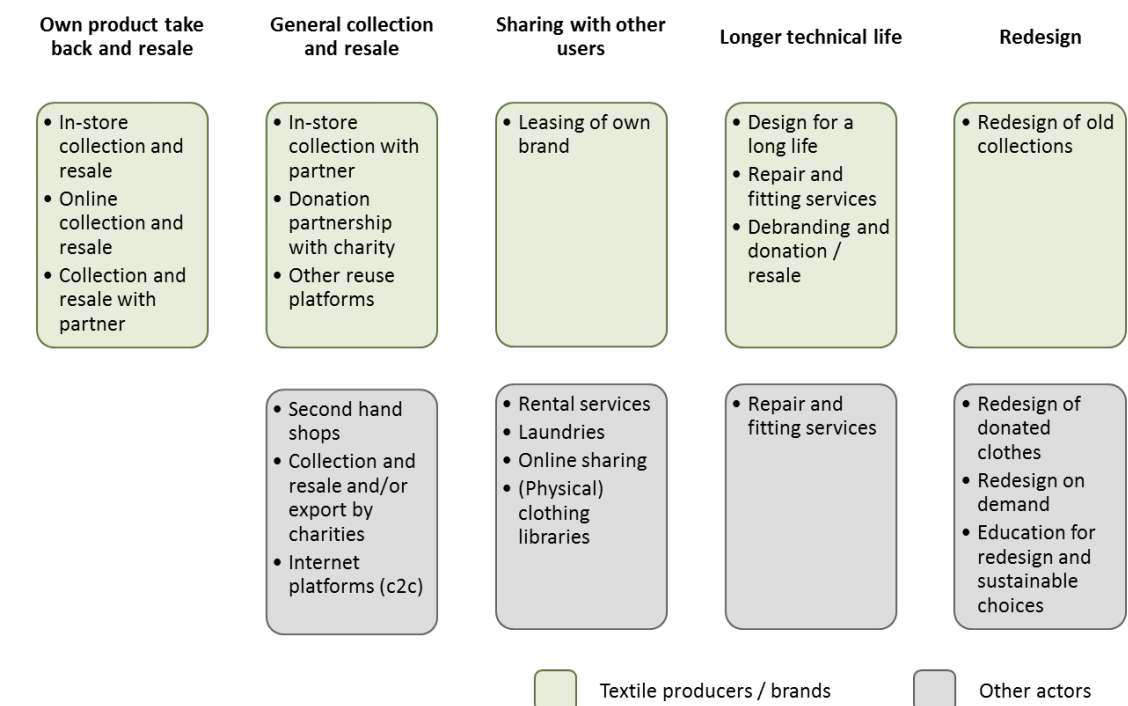 Own product take
back and resale
General collection
and resale
Sharing with other
users
Longer technical life
Redesign
• In-store
collection and
resale
• Online
collection and
resale
• Collection and
resale with
partner
• In-store
collection with
partner
• Donation
partnership
with charity
• Other reuse
platforms
• Leasing of own
brand
• Design for a
long life
• Repair and
fitting services
• Debranding and
donation /
resale
• Redesign of old
collections
• Second hand
shops
• Collection and
resale and/or
export by
charities
• Internet
platforms (c2c)
• Rental services
• Laundries
• Online sharing
• (Physical)
clothing
libraries
• Repair and
fitting services
• Redesign of
donated
clothes
• Redesign on
demand
• Education for
redesign and
sustainable
choices
Textile producers / brands
Other actors